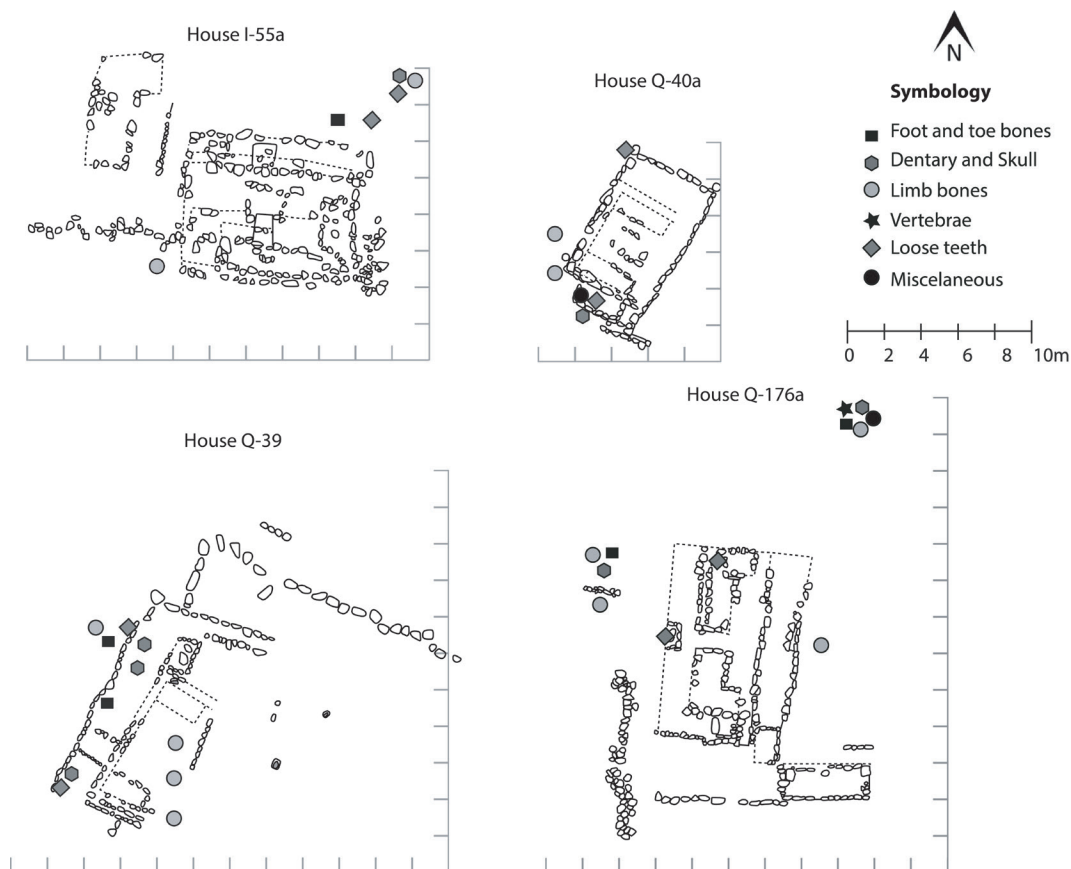 House I-55a
House Q-40a
N
Symbology
Foot and toe bones
Dentary and Skull
Limb bones
Vertebrae
Loose teeth
Miscelaneous
0 2 4 6 8 10m
House Q-176a
House Q-39